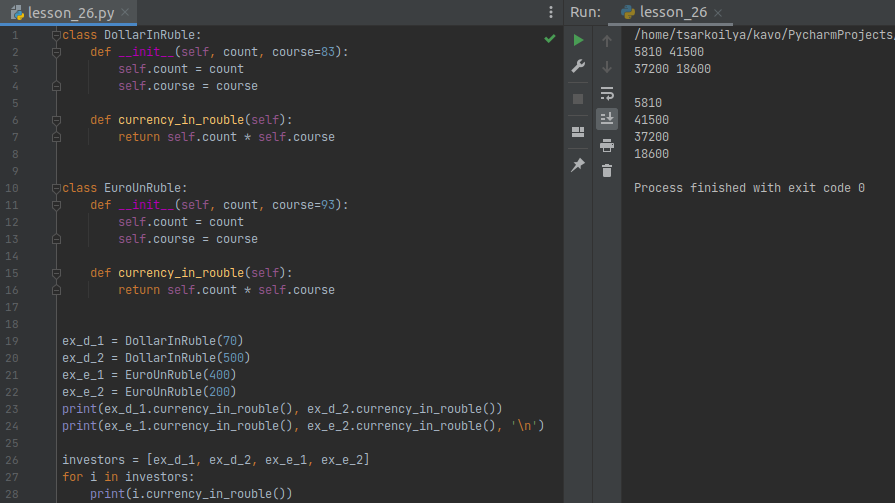 lesson_26.py
1 class DollarInRuble:
2     def __init__(self, count, course=83):
3         self.count = count
4         self.course = course
5
6     def currency_in_rouble(self):
7         return self.count * self.course
8
9
10 class EuroUnRuble:
11     def __init__(self, count, course=93):
12         self.count = count
13         self.course = course
14
15     def currency_in_rouble(self):
16         return self.count * self.course
17
18
19 ex_d_1 = DollarInRuble(70)
20 ex_d_2 = DollarInRuble(500)
21 ex_e_1 = EuroUnRuble(400)
22 ex_e_2 = EuroUnRuble(200)
23 print(ex_d_1.currency_in_rouble(), ex_d_2.currency_in_rouble())
24 print(ex_e_1.currency_in_rouble(), ex_e_2.currency_in_rouble(), '\n')
25
26 investors = [ex_d_1, ex_d_2, ex_e_1, ex_e_2]
27 for i in investors:
28     print(i.currency_in_rouble())
Run: lesson_26
/home/tsarkoilya/kavo/PycharmProjects/
5810 41500
37200 18600
5810
41500
37200
18600
Process finished with exit code 0